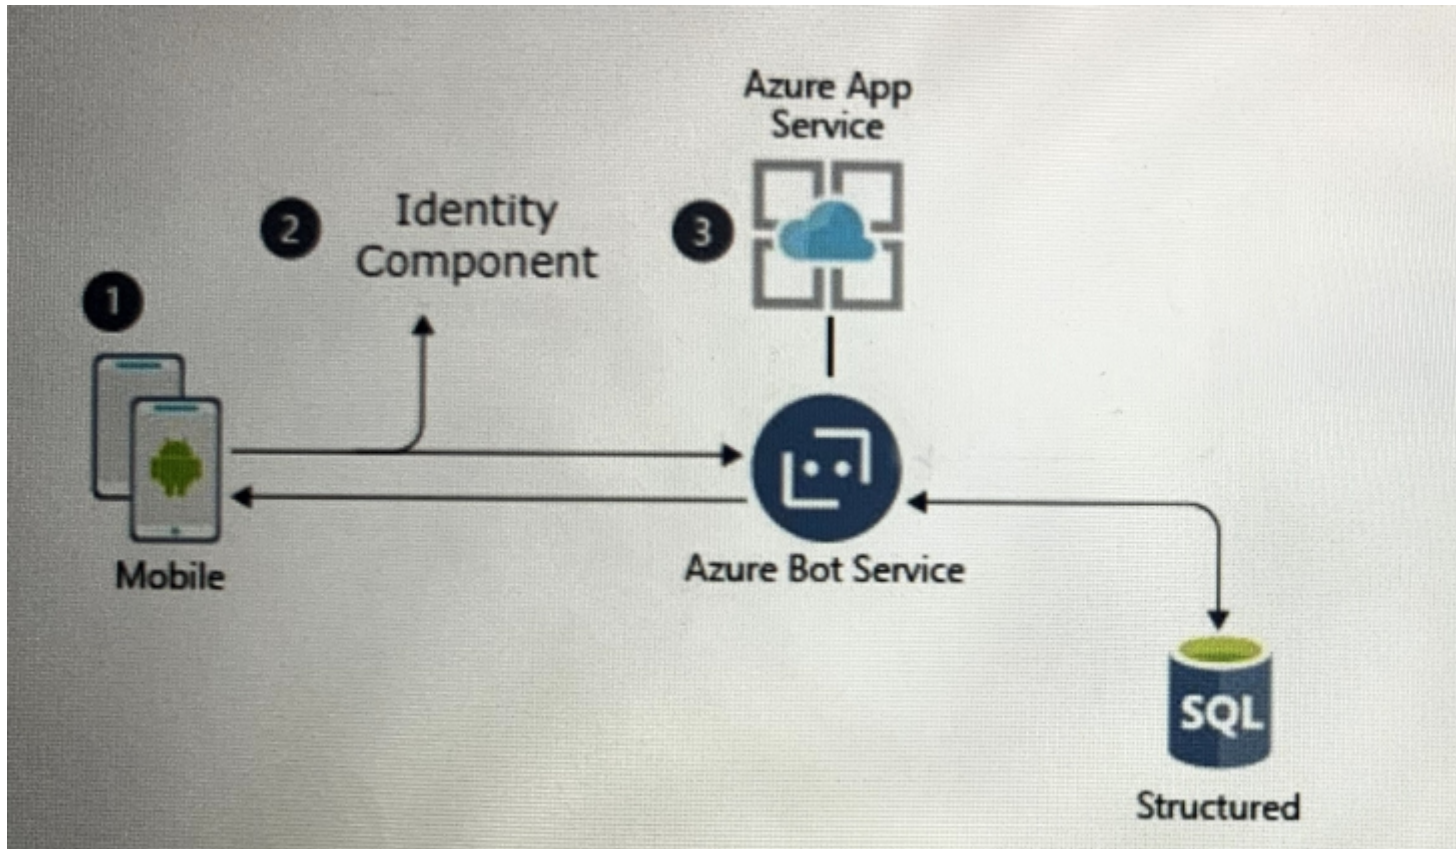 Azure App
Service
2
Identity
Component
3
1
Mobile
Azure Bot Service
SQL
Structured